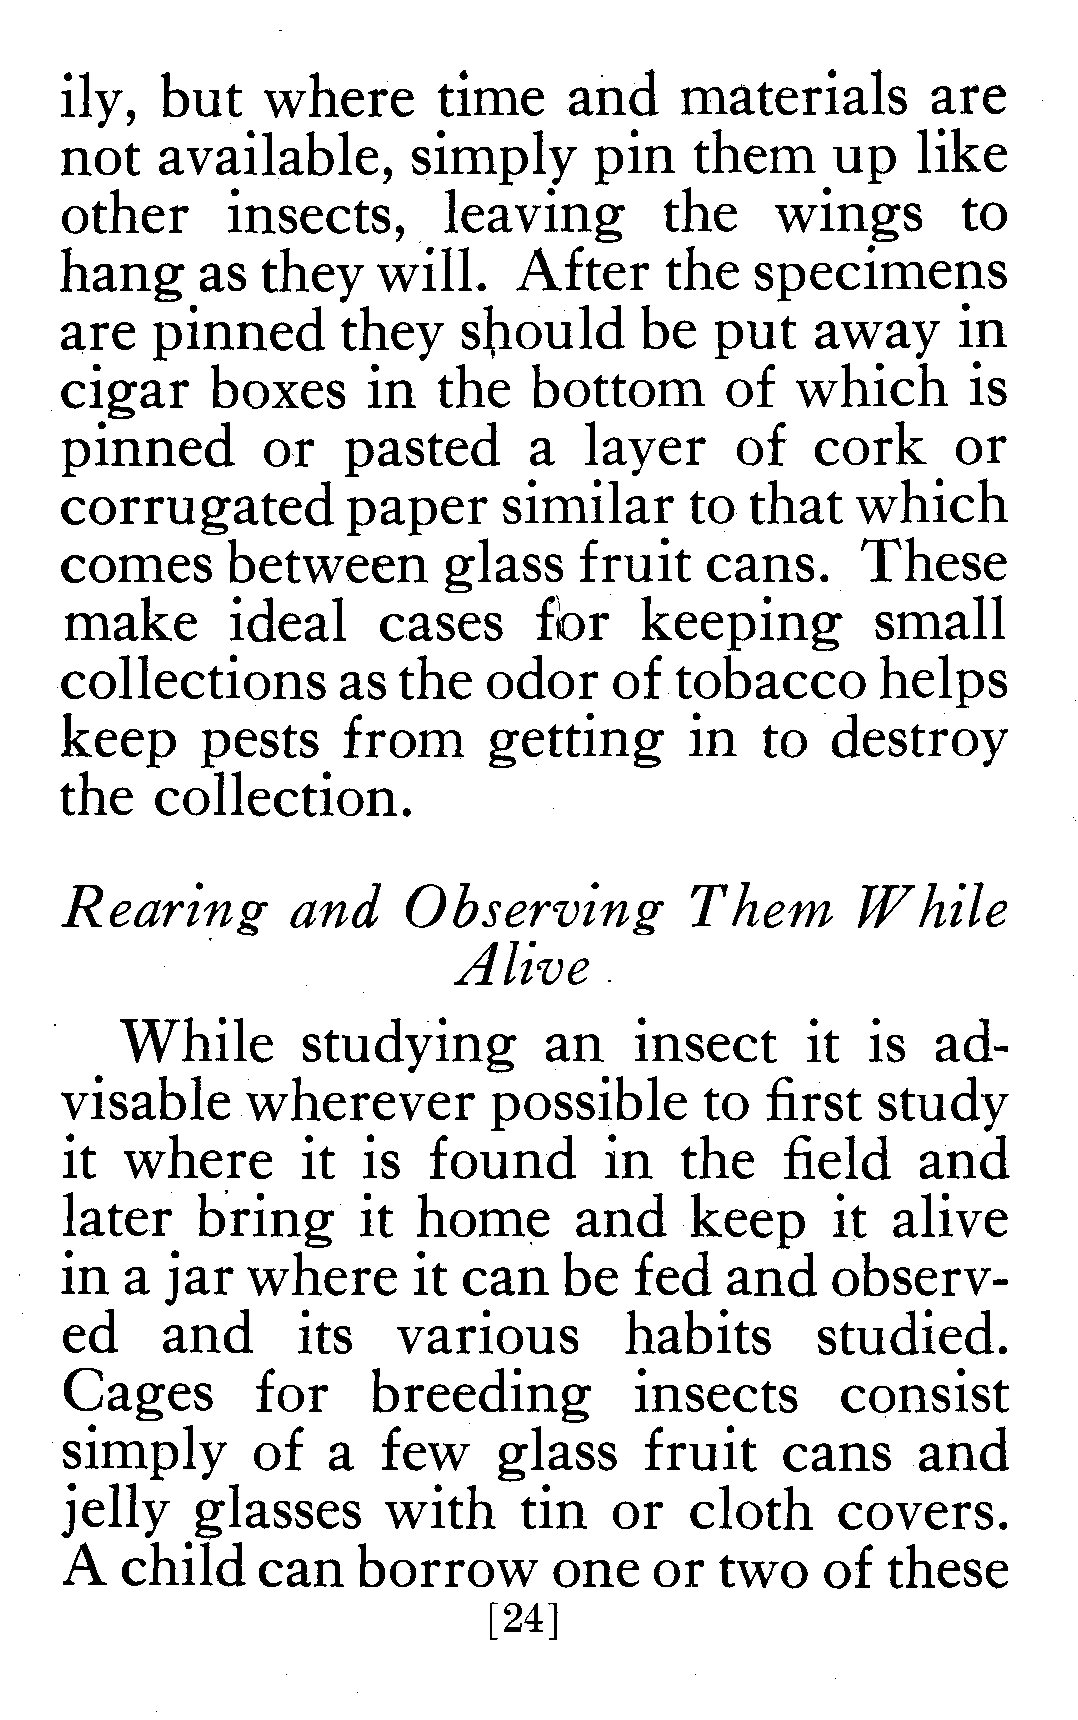 ily, but where time and materials are
not available, simply pin them up like
other insects, leaving the wings to
hang as they will. After the specimens
are pinned they should be put away in
cigar boxes in the bottom of which is
pinned or pasted a layer of cork or
corrugated paper similar to that which
comes between glass fruit cans. These
make ideal cases for keeping small
collections as the odor of tobacco helps
keep pests from getting in to destroy
the collection.
Rearing and Observing Them While
Alive
While studying an insect it is ad-
visable wherever possible to first study
it where it is found in the field and
later bring it home and keep it alive
in a jar where it can be fed and observ-
ed and its various habits studied.
Cages for breeding insects consist
simply of a few glass fruit cans and
jelly glasses with tin or cloth covers.
A child can borrow one or two of these
[24]